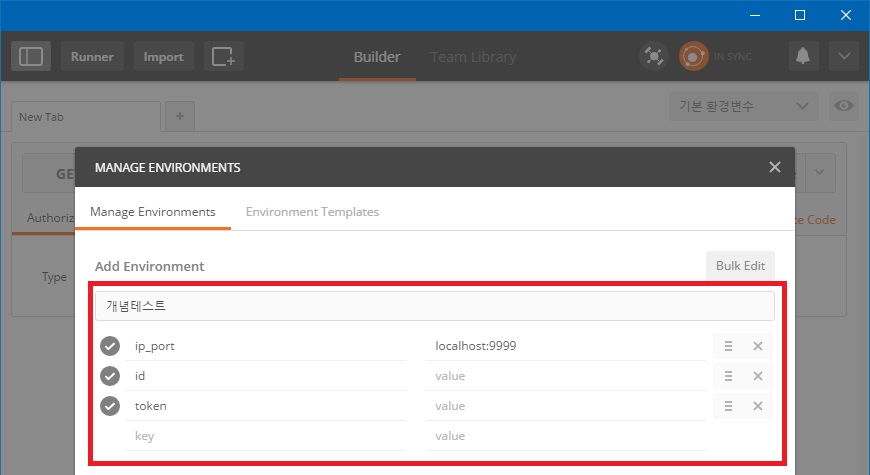 Runner Import Builder Team Library IN SYNC
New Tab + 기본 환경변수
GE
MANAGE ENVIRONMENTS
Manage Environments Environment Templates
Authoriz
e Code
Type
Add Environment Bulk Edit
개념테스트
ip_port localhost:9999
id value
token value
key value